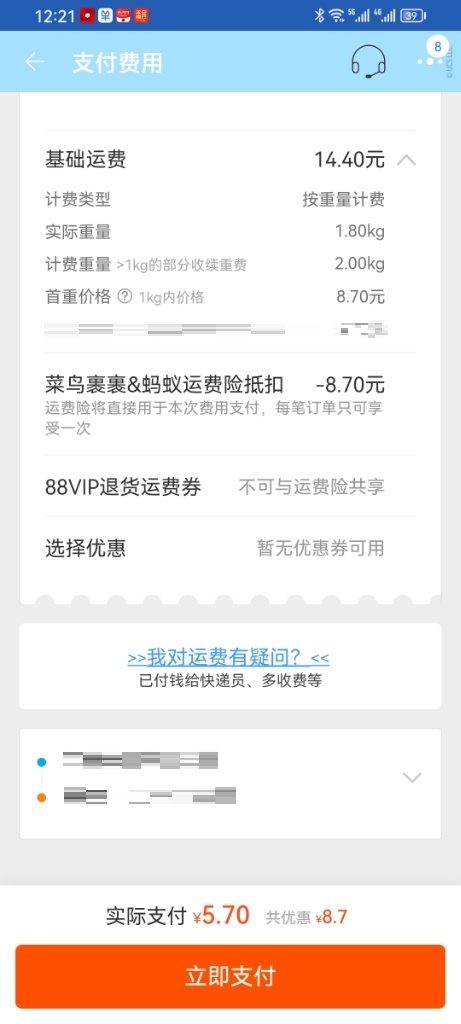 12:21
39
支付费用
8
基础运费 14.40元
计费类型 按重量计费
实际重量 1.80kg
计费重量 >1kg的部分收续重费 2.00kg
首重价格 ? 1kg内价格 8.70元
菜鸟裹裹&蚂蚁运费险抵扣 -8.70元
运费险将直接用于本次费用支付，每笔订单只可享
受一次
88VIP退货运费券 不可与运费险共享
选择优惠 暂无优惠券可用
>>我对运费有疑问？<<
已付钱给快递员、多收费等
实际支付 ¥5.70 共优惠 ¥8.7
立即支付